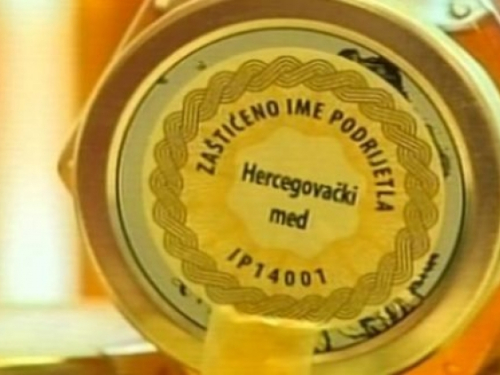 ZAŠTIĆENO IME PODRIJETLA
Hercegovački
med
IP14001